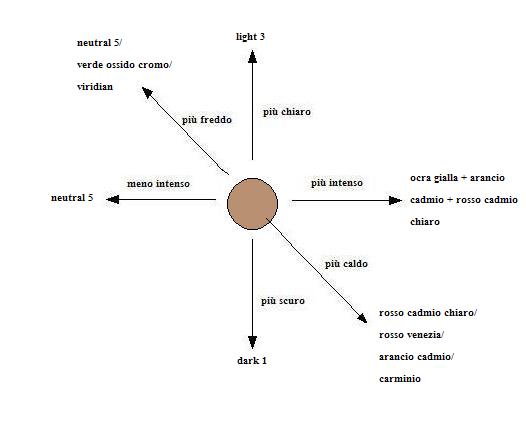 neutral 5/
verde ossido cromo/
viridian
light 3
più freddo
più chiaro
meno intenso
neutral 5
più intenso
ocra gialla + arancio
cadmio + rosso cadmio
chiaro
più caldo
più scuro
dark 1
rosso cadmio chiaro/
rosso venezia/
arancio cadmio/
carminio